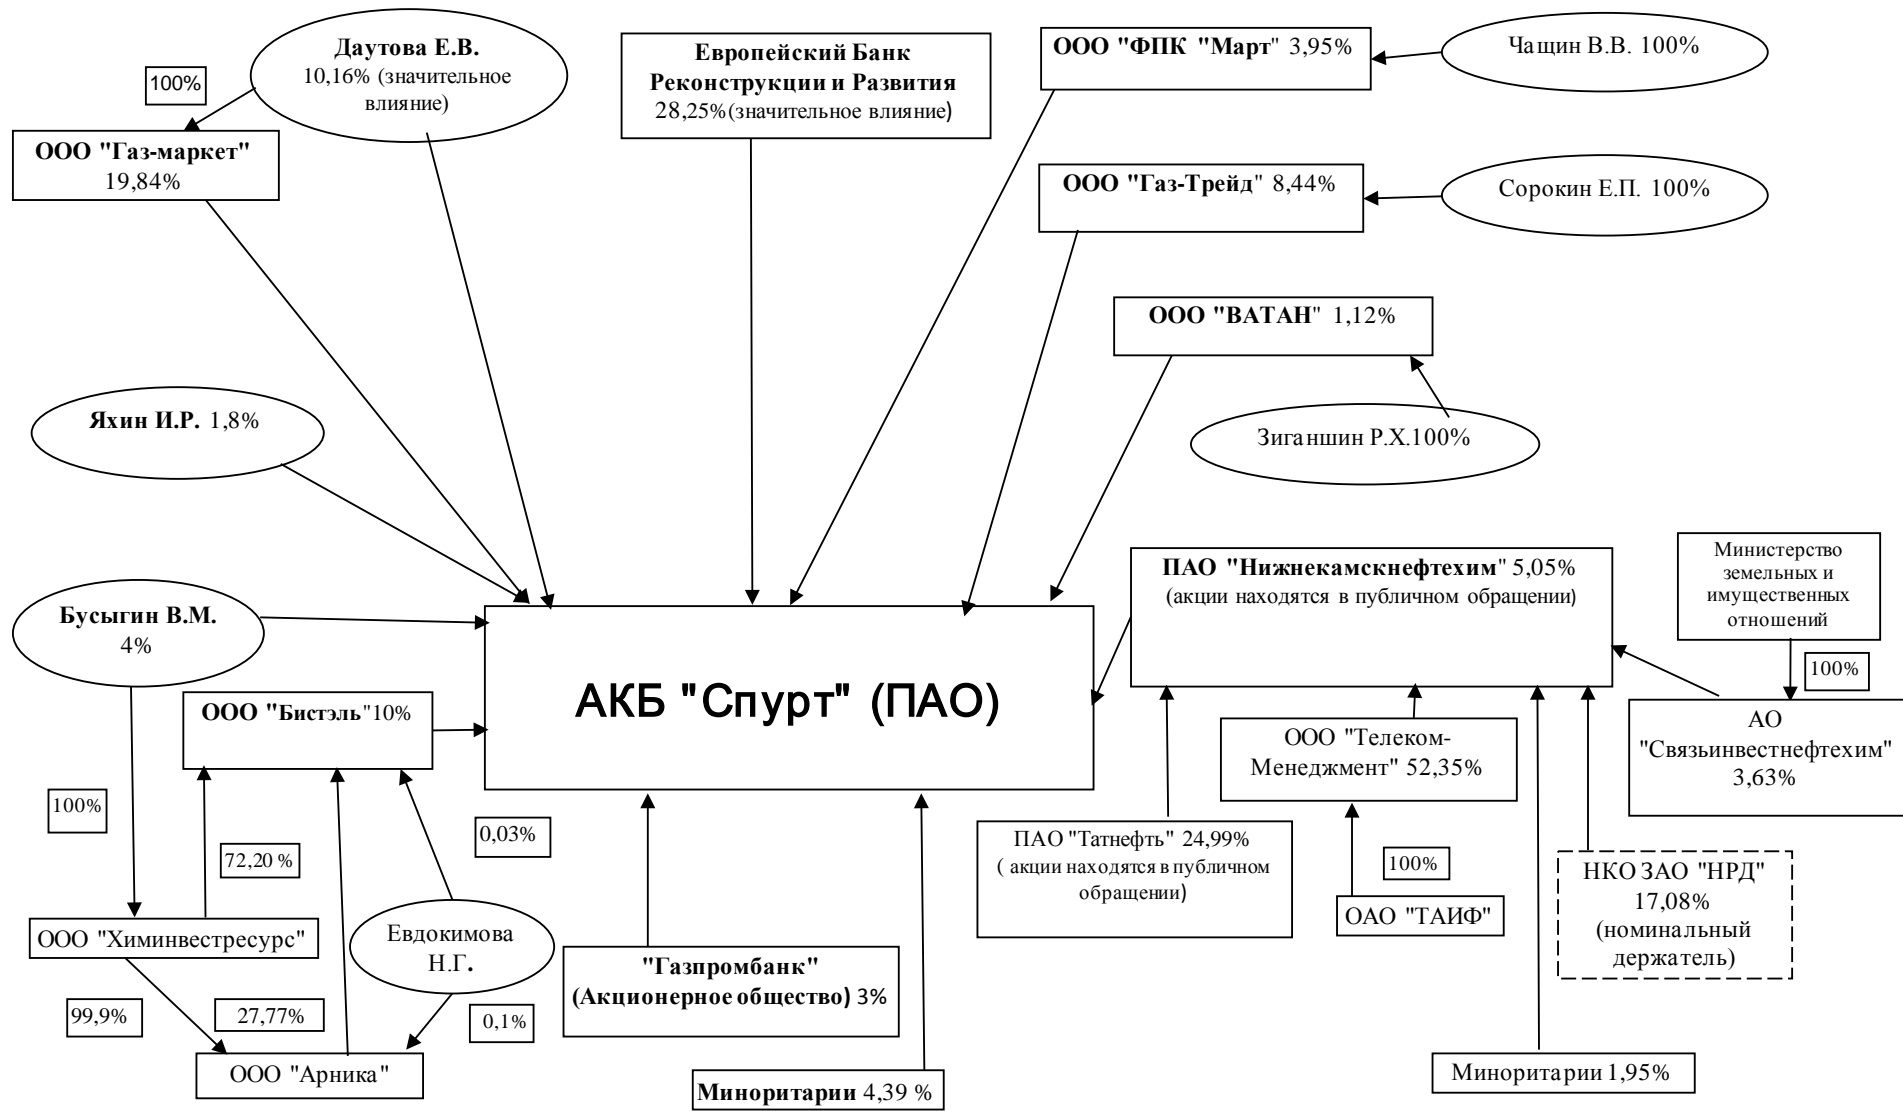 Даутова Е.В.
10,16% (значительное
влияние)
100%
ООО "Газ-маркет"
19,84%
Европейский Банк
Реконструкции и Развития
28,25%(значительное влияние)
ООО "ФПК "Март" 3,95%
Чащин В.В. 100%
ООО "Газ-Трейд" 8,44%
Сорокин Е.П. 100%
ООО "ВАТАН" 1,12%
Зиганшин Р.Х.100%
Яхин И.Р. 1,8%
Бусыгин В.М.
4%
ООО "Бистэль"10%
АКБ "Спурт" (ПАО)
ПАО "Нижнекамскнефтехим" 5,05%
(акции находятся в публичном обращении)
Министерство
земельных и
имущественных
отношений
100%
АО
"Связьинвестнефтехим"
3,63%
ООО "Телеком-
Менеджмент" 52,35%
ПАО "Татнефть" 24,99%
( акции находятся в публичном
обращении)
100%
ОАО "ТАИФ"
НКО ЗАО "НРД"
17,08%
(номинальный
держатель)
Миноритарии 1,95%
100%
72,20 %
0,03%
ООО "Химинвестресурс"
Евдокимова
Н.Г.
99,9%
27,77%
0,1%
ООО "Арника"
"Газпромбанк"
(Акционерное общество) 3%
Миноритарии 4,39 %